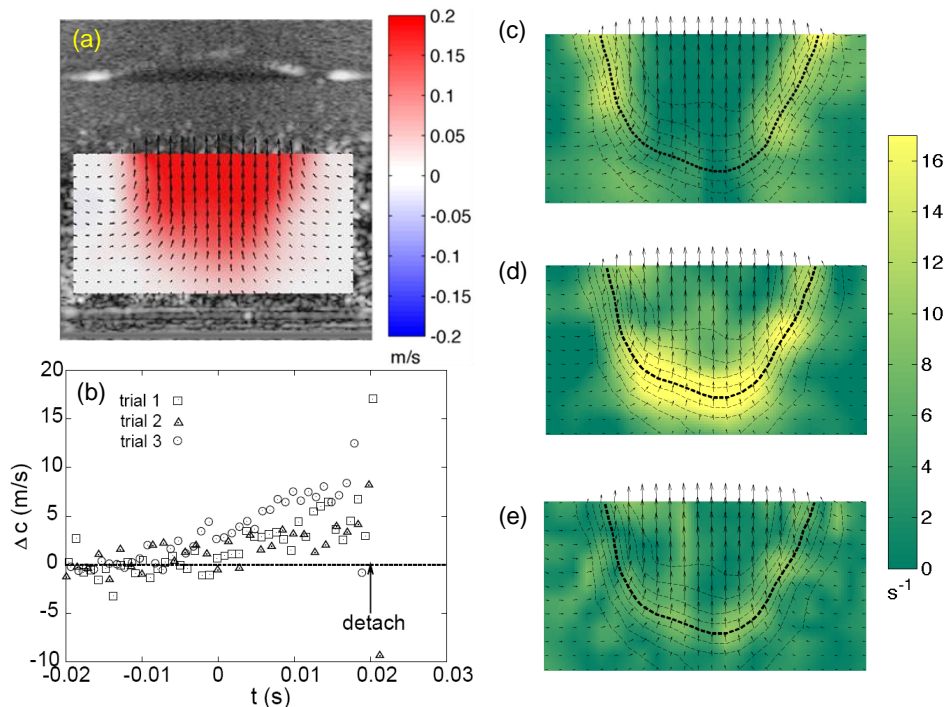 (a)
0.2
0.15
0.1
0.05
0
-0.05
-0.1
-0.15
-0.2
m/s
(b)
trial 1
trial 2
trial 3
20
15
10
5
0
-5
-10
Δ c (m/s)
detach
-0.02 -0.01 0 0.01 0.02 0.03
t (s)
(c)
(d)
(e)
16
14
12
10
8
6
4
2
0
s⁻¹